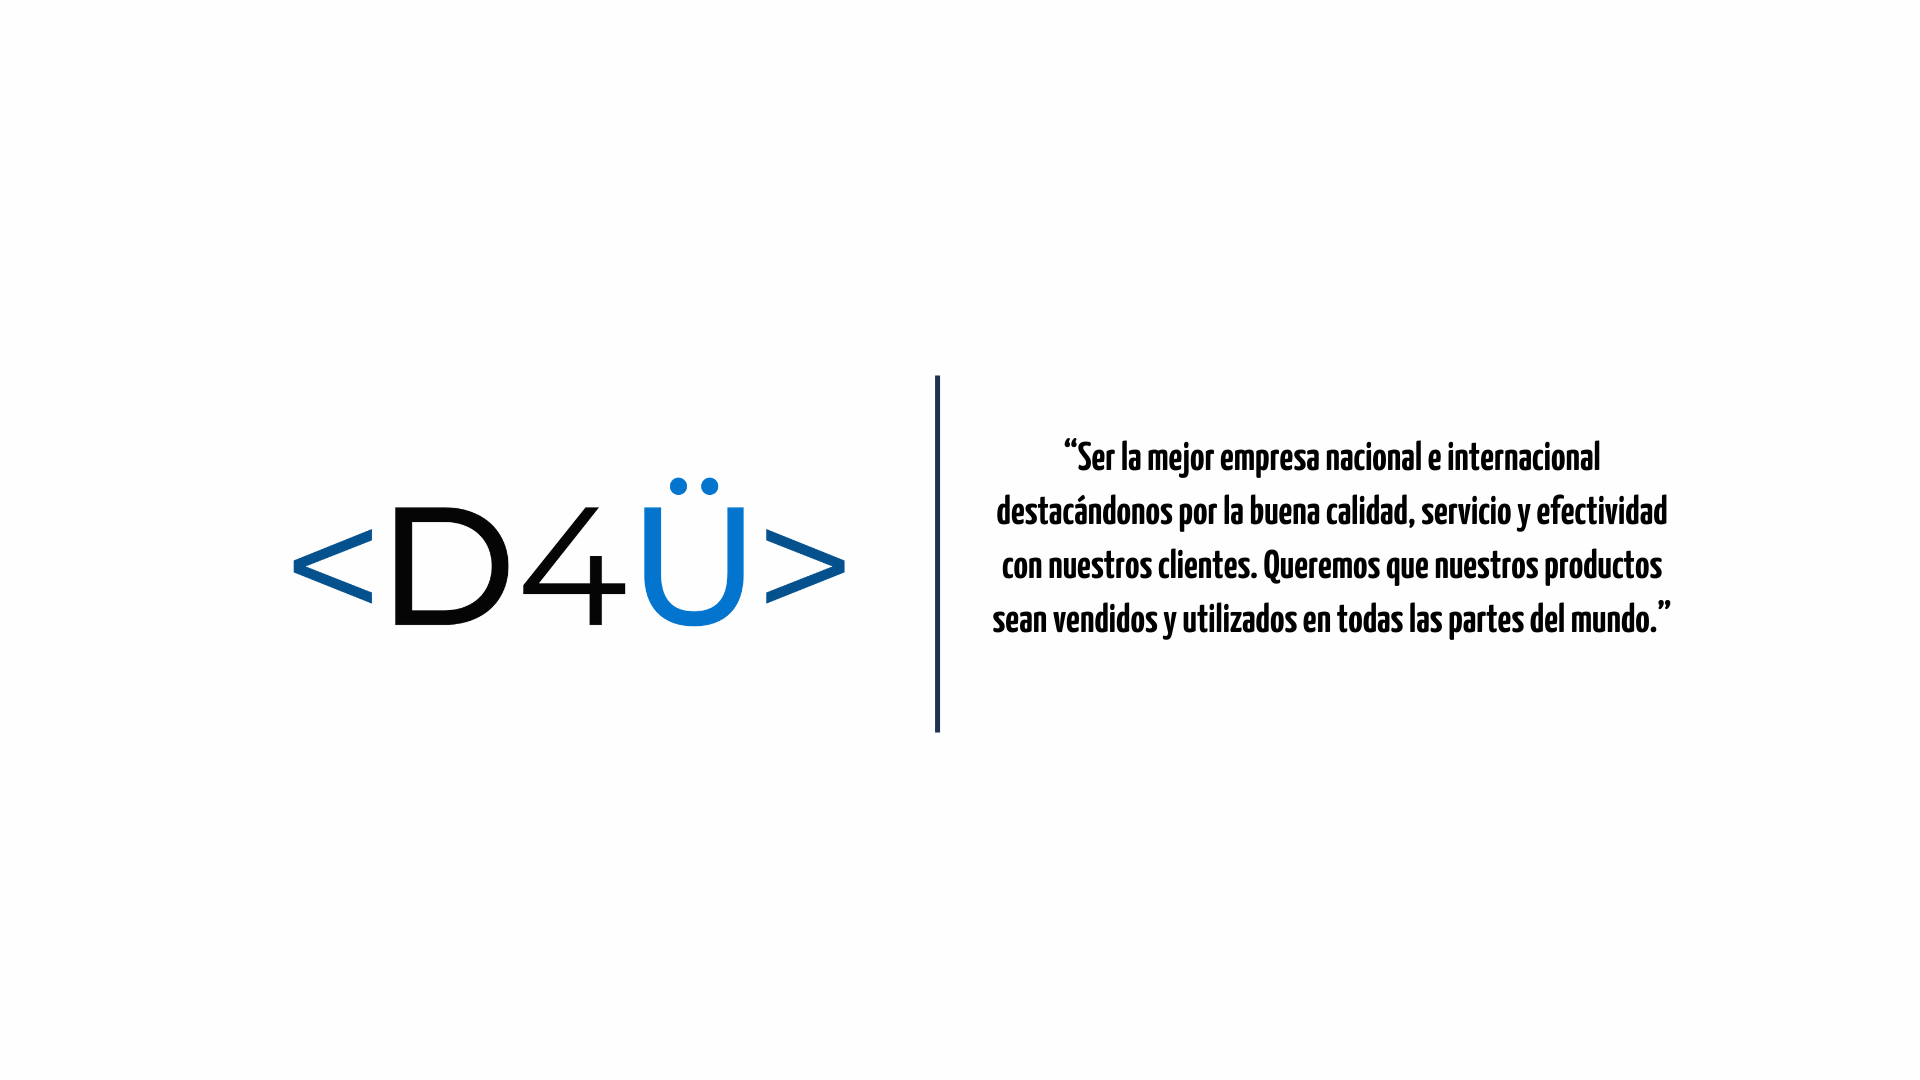 <D4Ü>
“Ser la mejor empresa nacional e internacional
destacándonos por la buena calidad, servicio y efectividad
con nuestros clientes. Queremos que nuestros productos
sean vendidos y utilizados en todas las partes del mundo.”